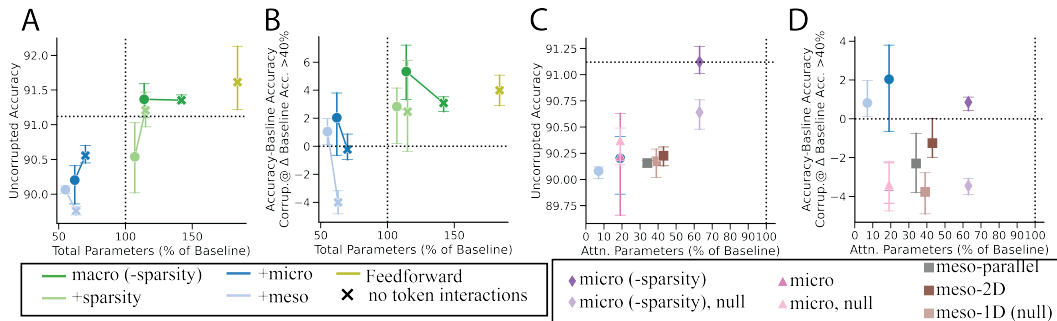 A
B
C
D
Uncorrupted Accuracy
92.0
91.5
91.0
90.5
90.0
50
100
150
Total Parameters (% of Baseline)
Accuracy-Baseline Accuracy
Corrup.@ Δ Baseline Acc. >40%
6
4
2
0
−2
−4
50
100
150
Total Parameters (% of Baseline)
Uncorrupted Accuracy
91.25
91.00
90.75
90.50
90.25
90.00
89.75
0 10 20 30 40 50 60 70 80 90 100
Attn. Parameters (% of Baseline)
Accuracy-Basline Accuracy
Corrup.@ Δ Baseline Acc. >40%
4
2
0
−2
−4
0 10 20 30 40 50 60 70 80 90 100
Attn. Parameters (% of Baseline)
macro (-sparsity)
+micro
Feedforward
+sparsity
+meso
no token interactions
micro (-sparsity)
micro
meso-parallel
micro (-sparsity), null
micro, null
meso-2D
meso-1D (null)